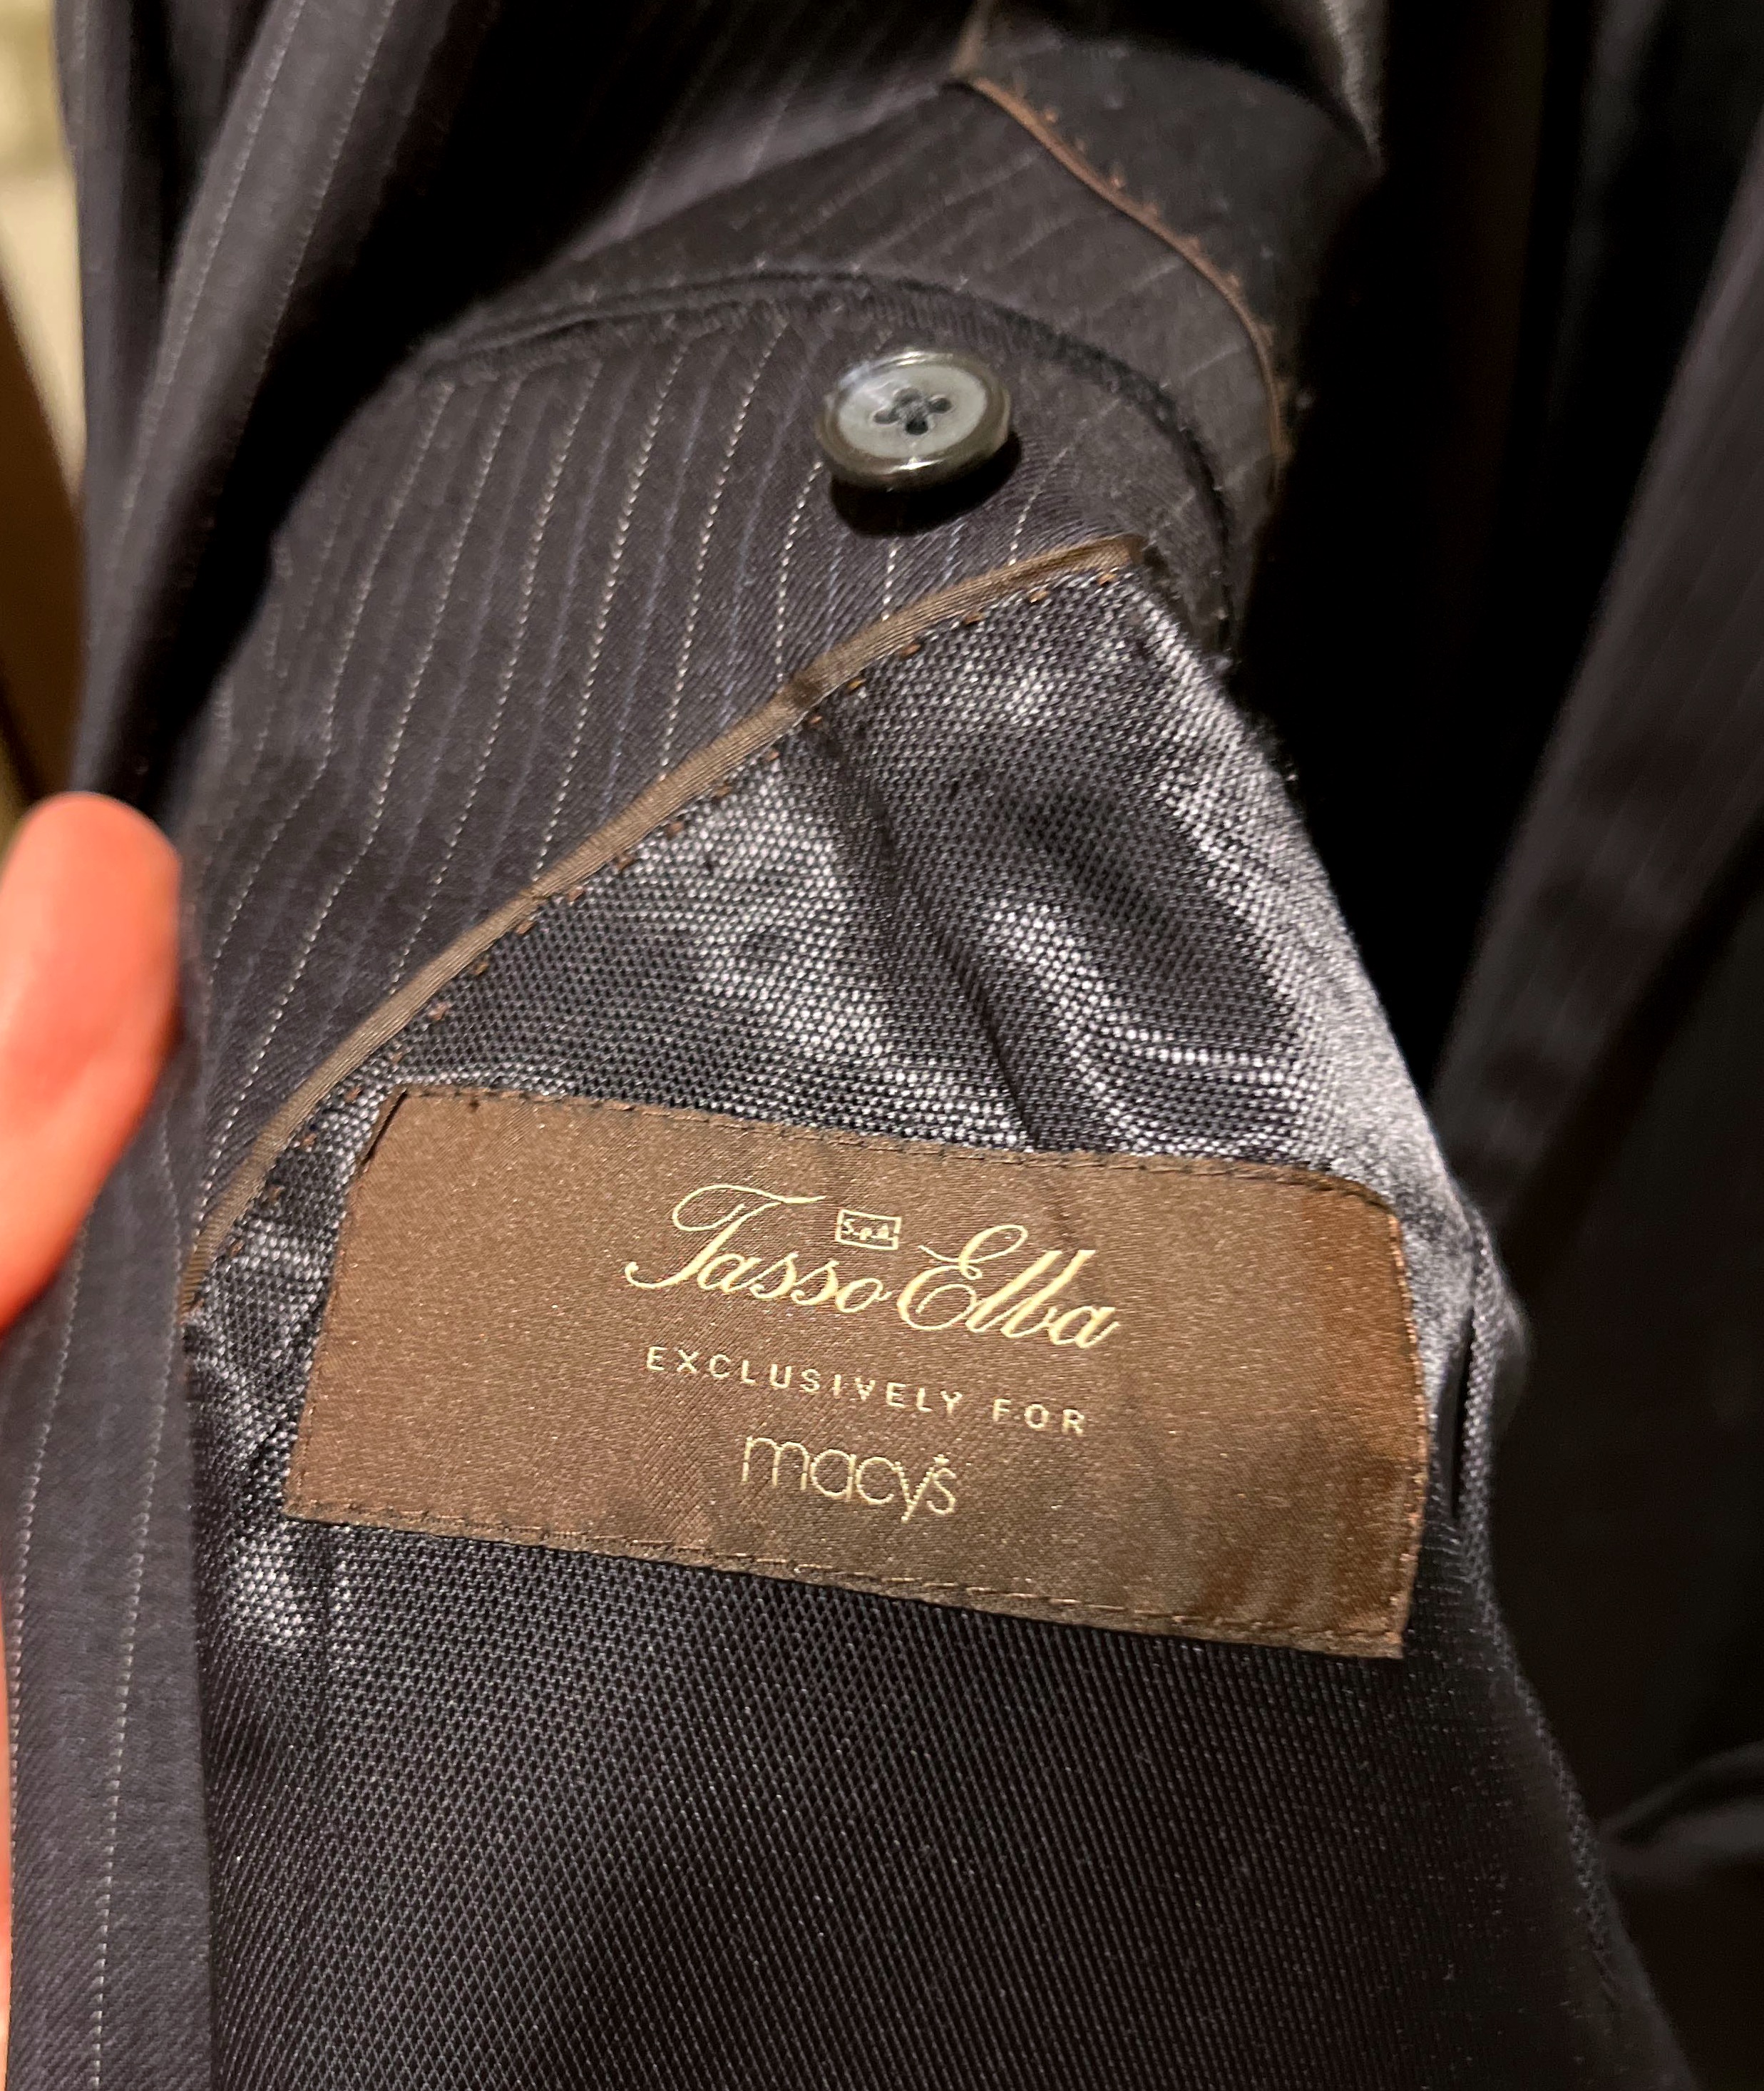 S.p.A.
Tasso Elba
EXCLUSIVELY FOR
macy's